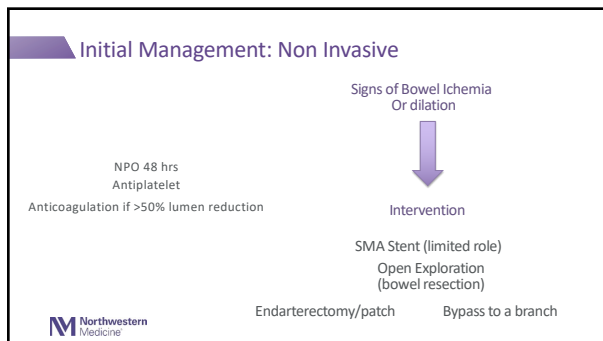 Initial Management: Non Invasive
Signs of Bowel Ichemia
Or dilation
NPO 48 hrs
Antiplatelet
Anticoagulation if >50% lumen reduction
Intervention
SMA Stent (limited role)
Open Exploration
(bowel resection)
Endarterectomy/patch
Bypass to a branch
NM Northwestern
Medicine®